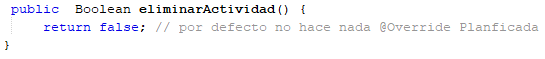 public Boolean eliminarActividad() {
return false; // por defecto no hace nada @Override Planficada
}